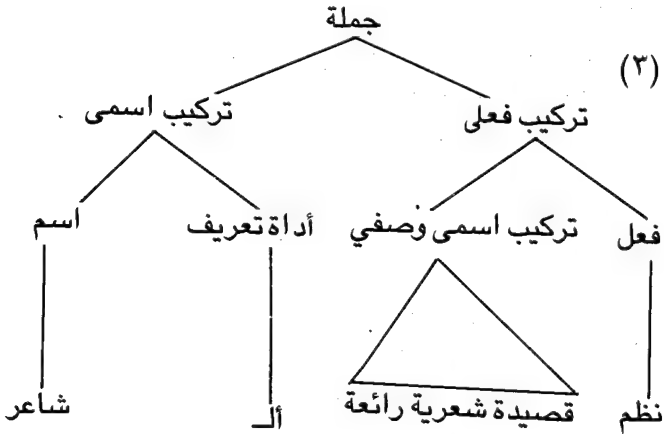 جملة
(٣)
تركيب فعلى تركيب اسمى
فعل تركيب اسمى وصفي أداة تعريف اسم
نظم قصيدة شعرية رائعة ألـ شاعر